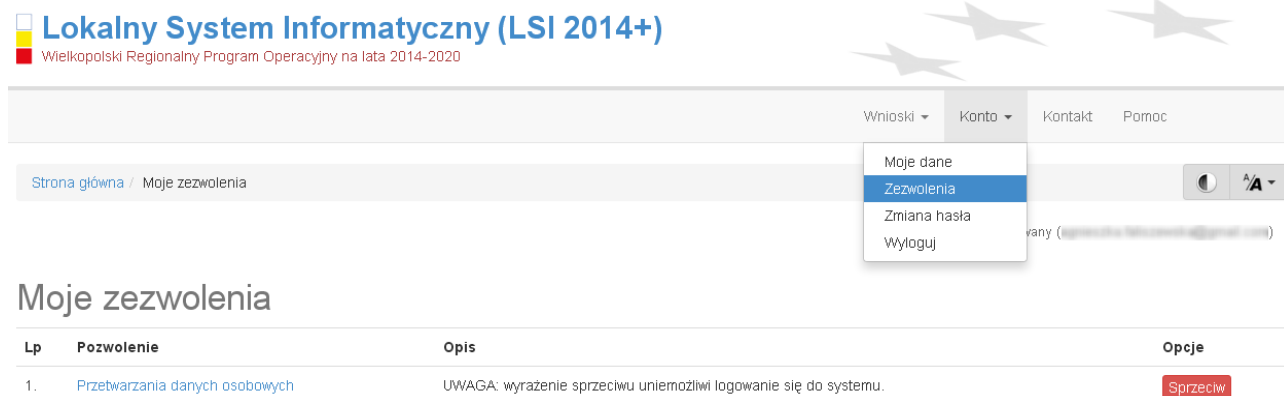 Lokalny System Informatyczny (LSI 2014+)
Wielkopolski Regionalny Program Operacyjny na lata 2014-2020
Wnioski Konto Kontakt Pomoc
Moje dane
Strona główna / Moje zezwolenia
Zezwolenia
A/A
Zmiana hasła
Wyloguj
Moje zezwolenia
Lp Pozwolenie Opis Opcje
1. Przetwarzania danych osobowych UWAGA: wyrażenie sprzeciwu uniemożliwi logowanie się do systemu. Sprzeciw